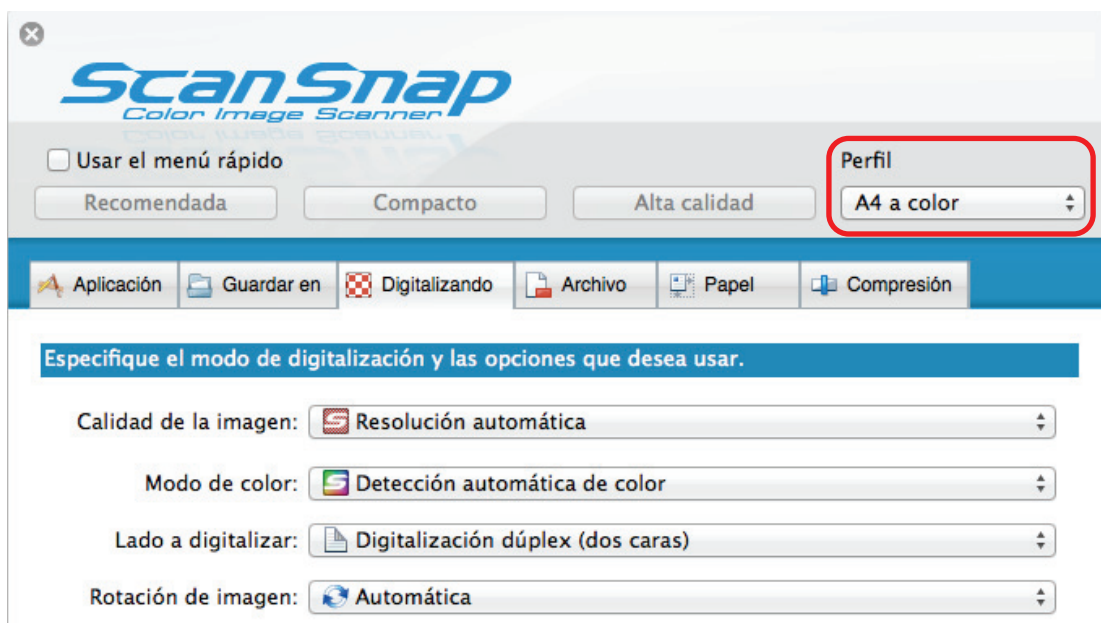 ScanSnap
Color Image Scanner
Usar el menú rápido
Perfil
Recomendada Compacto Alta calidad A4 a color
Aplicación Guardar en Digitalizando Archivo Papel Compresión
Especifique el modo de digitalización y las opciones que desea usar.
Calidad de la imagen: Resolución automática
Modo de color: Detección automática de color
Lado a digitalizar: Digitalización dúplex (dos caras)
Rotación de imagen: Automática